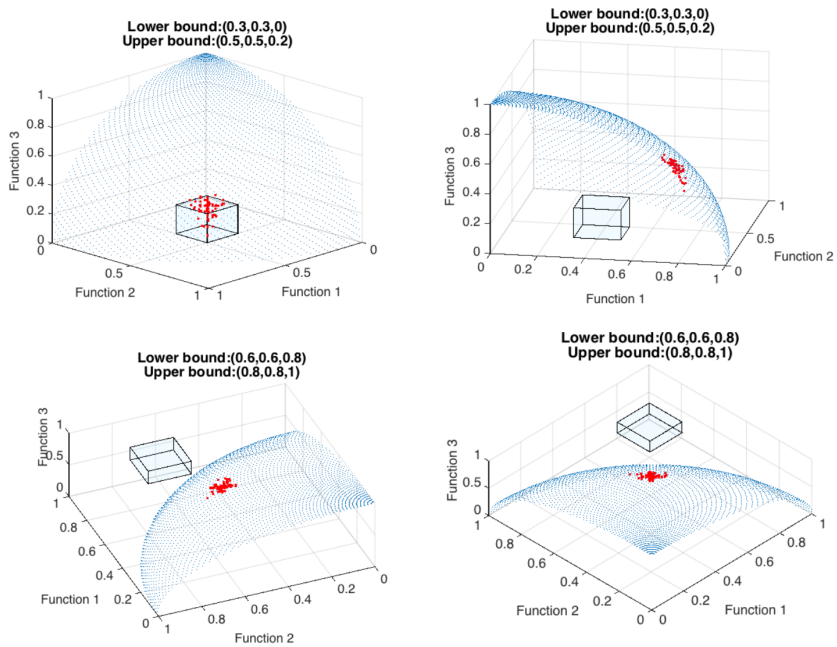 Lower bound:(0.3,0.3,0)
Upper bound:(0.5,0.5,0.2)
1
0.8
0.6
0.4
0.2
0
Function 3
0
0.5
1
Function 2
1
0.5
0
Function 1
Lower bound:(0.3,0.3,0)
Upper bound:(0.5,0.5,0.2)
1
0.8
0.6
0.4
0.2
0
Function 3
0
0.2
0.4
0.6
0.8
1
Function 1
0
0.5
1
Function 2
Lower bound:(0.6,0.6,0.8)
Upper bound:(0.8,0.8,1)
1
0.5
0
Function 3
1
0.8
0.6
0.4
0.2
0
Function 1
1
0.8
0.6
0.4
0.2
0
Function 2
Lower bound:(0.6,0.6,0.8)
Upper bound:(0.8,0.8,1)
1
0.5
0
Function 3
1
0.8
0.6
0.4
0.2
0
Function 2
0
0.2
0.4
0.6
0.8
1
Function 1